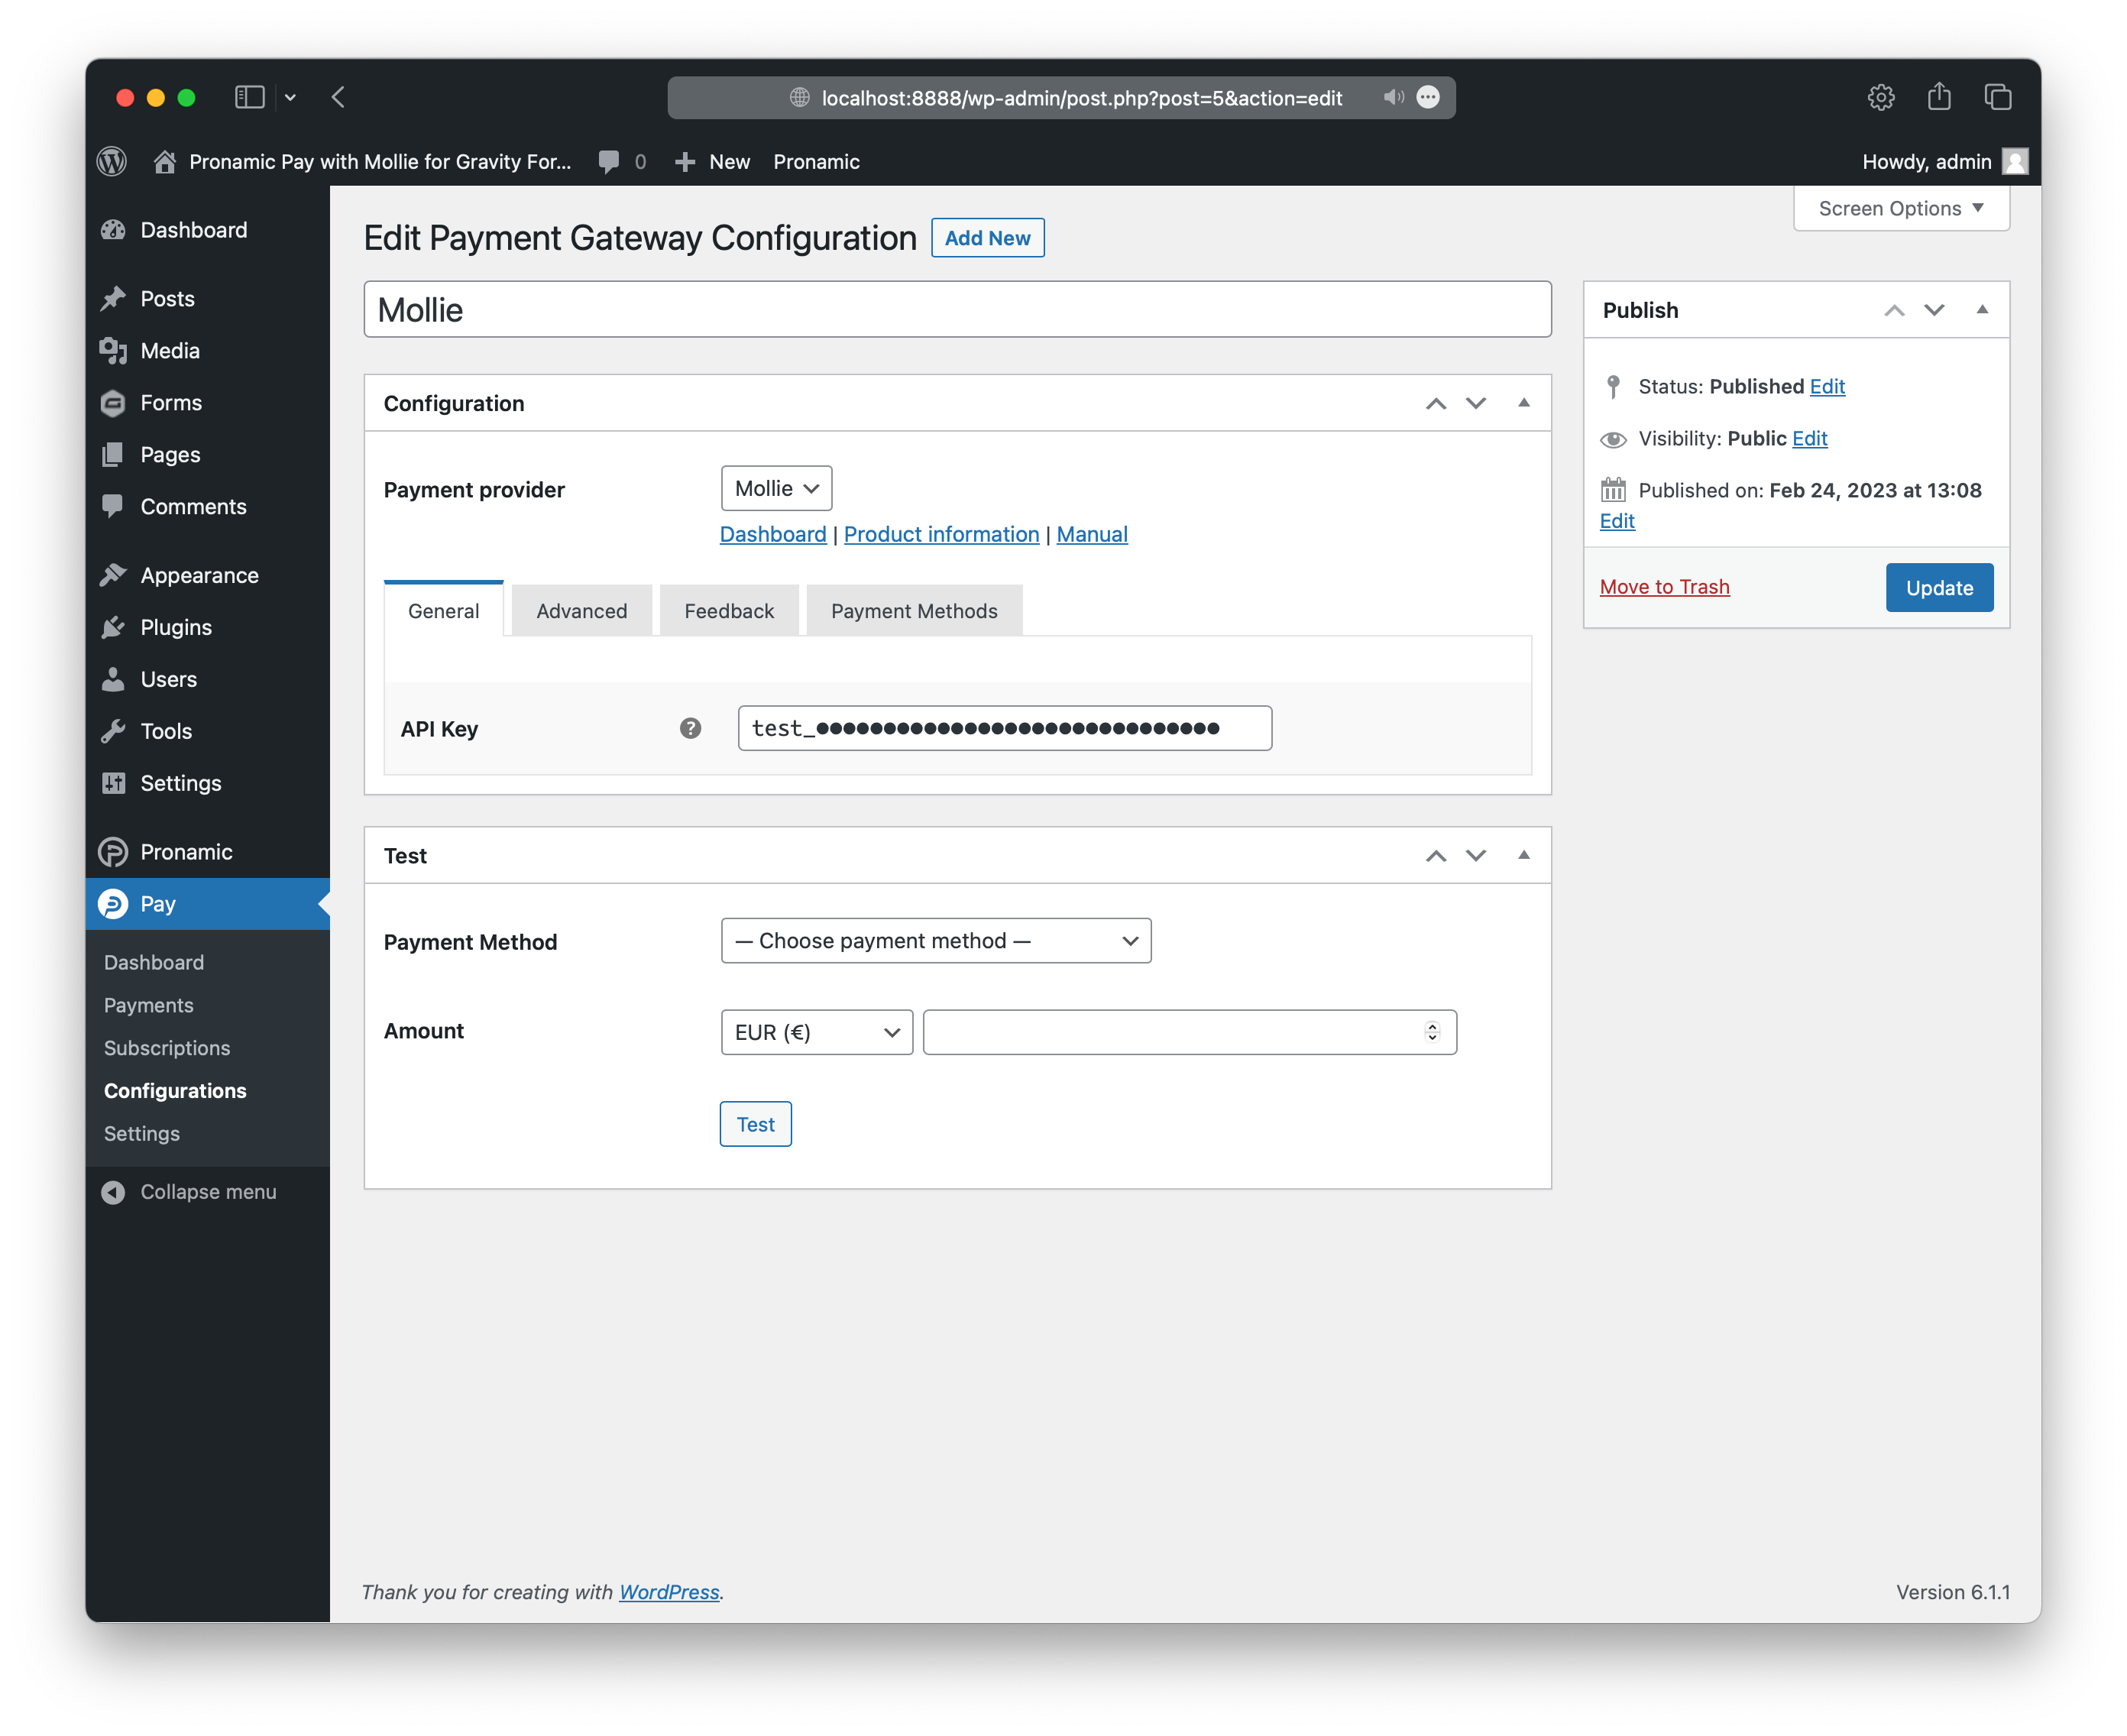 localhost:8888/wp-admin/post.php?post=5&action=edit
Pronamic Pay with Mollie for Gravity For... 0 New Pronamic Howdy, admin
Dashboard
Posts
Media
Forms
Pages
Comments
Appearance
Plugins
Users
Tools
Settings
Pronamic
Pay
Dashboard
Payments
Subscriptions
Configurations
Settings
Collapse menu
Screen Options
Edit Payment Gateway Configuration Add New
Mollie
Configuration
Payment provider Mollie
Dashboard | Product information | Manual
General Advanced Feedback Payment Methods
API Key test_••••••••••••••••••••••••••••••
Test
Payment Method — Choose payment method —
Amount EUR (€)
Test
Publish
Status: Published Edit
Visibility: Public Edit
Published on: Feb 24, 2023 at 13:08
Edit
Move to Trash Update
Thank you for creating with WordPress. Version 6.1.1